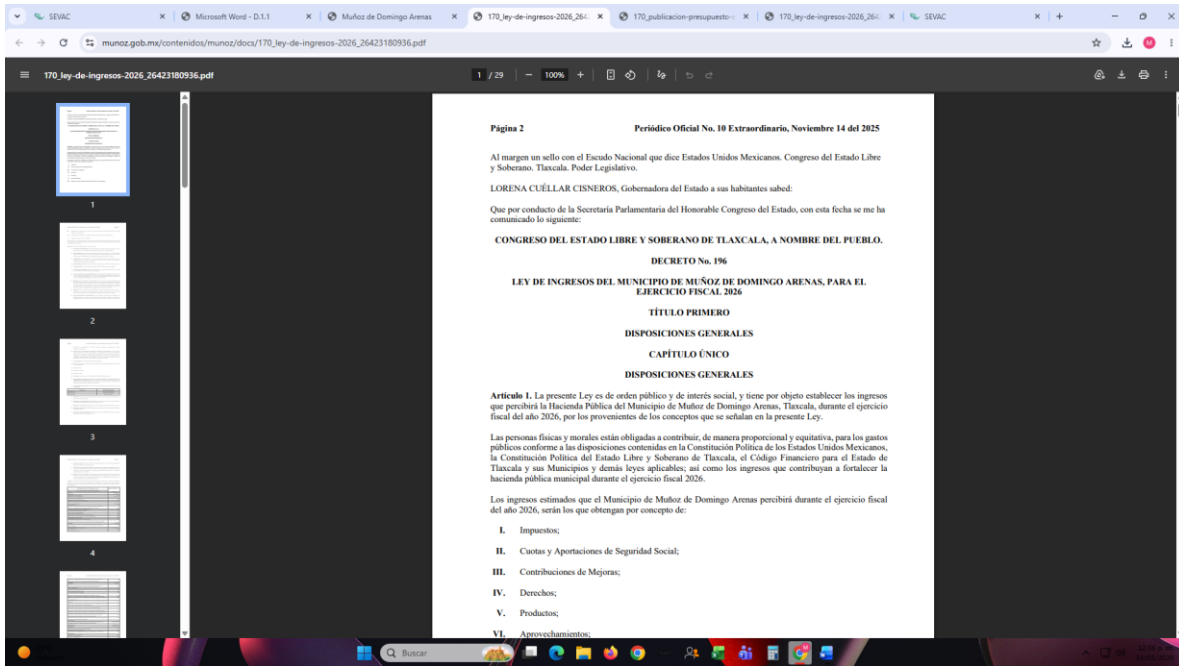 SEVAC
Microsoft Word - D.1.1
Muñoz de Domingo Arenas
170_ley-de-ingresos-2026_264
170_publicacion-presupuesto-
170_ley-de-ingresos-2026_264
SEVAC
munoz.gob.mx/contenidos/munoz/docs/170_ley-de-ingresos-2026_26423180936.pdf
M
170_ley-de-ingresos-2026_26423180936.pdf
1 / 29
100%
Página 2 Periódico Oficial No. 10 Extraordinario, Noviembre 14 del 2025
Al margen un sello con el Escudo Nacional que dice Estados Unidos Mexicanos. Congreso del Estado Libre
y Soberano. Tlaxcala. Poder Legislativo.
LORENA CUÉLLAR CISNEROS, Gobernadora del Estado a sus habitantes sabed:
Que por conducto de la Secretaría Parlamentaria del Honorable Congreso del Estado, con esta fecha se me ha
comunicado lo siguiente:
CONGRESO DEL ESTADO LIBRE Y SOBERANO DE TLAXCALA, A NOMBRE DEL PUEBLO.
DECRETO No. 196
LEY DE INGRESOS DEL MUNICIPIO DE MUÑOZ DE DOMINGO ARENAS, PARA EL
EJERCICIO FISCAL 2026
TÍTULO PRIMERO
DISPOSICIONES GENERALES
CAPÍTULO ÚNICO
DISPOSICIONES GENERALES
Artículo 1. La presente Ley es de orden público y de interés social, y tiene por objeto establecer los ingresos
que percibirá la Hacienda Pública del Municipio de Muñoz de Domingo Arenas, Tlaxcala, durante el ejercicio
fiscal del año 2026, por los provenientes de los conceptos que se señalan en la presente Ley.
Las personas físicas y morales están obligadas a contribuir, de manera proporcional y equitativa, para los gastos
públicos conforme a las disposiciones contenidas en la Constitución Política de los Estados Unidos Mexicanos,
la Constitución Política del Estado Libre y Soberano de Tlaxcala, el Código Financiero para el Estado de
Tlaxcala y sus Municipios y demás leyes aplicables; así como los ingresos que contribuyan a fortalecer la
hacienda pública municipal durante el ejercicio fiscal 2026.
Los ingresos estimados que el Municipio de Muñoz de Domingo Arenas percibirá durante el ejercicio fiscal
del año 2026, serán los que obtengan por concepto de:
I. Impuestos;
II. Cuotas y Aportaciones de Seguridad Social;
III. Contribuciones de Mejoras;
IV. Derechos;
V. Productos;
VI. Aprovechamientos;
1
2
3
4
Buscar